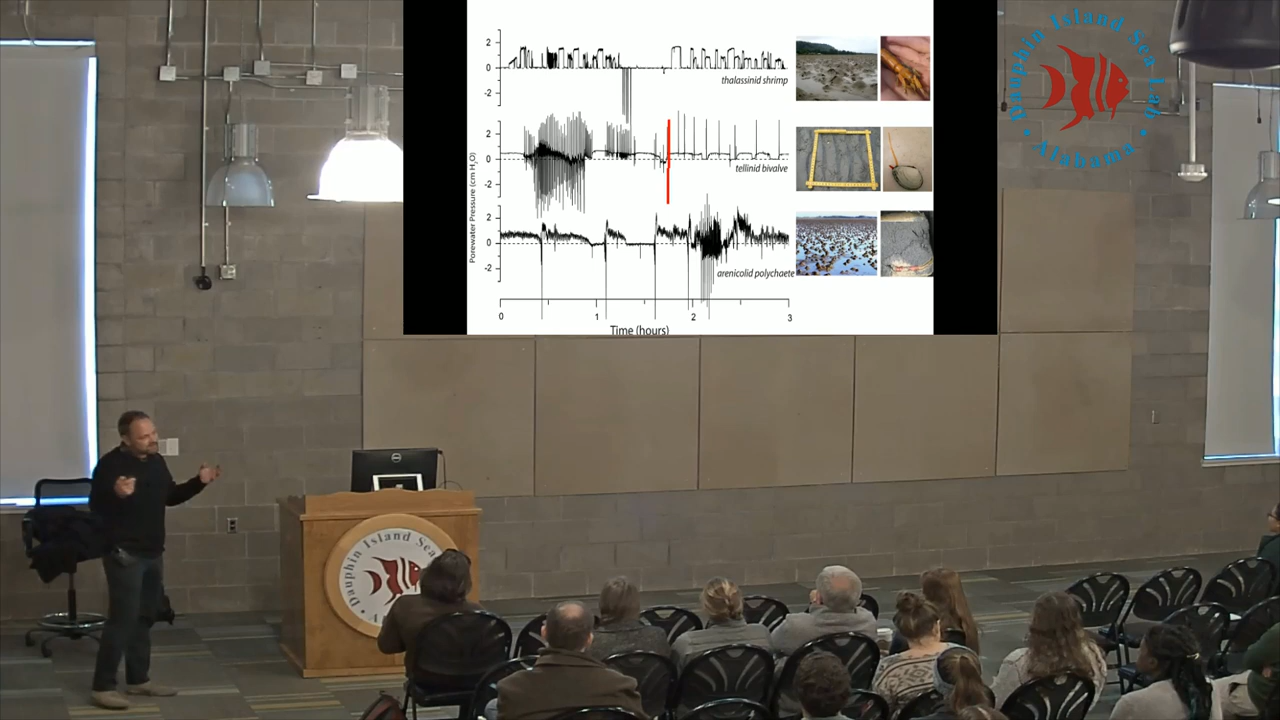 2
0
-2
thalassinid shrimp
2
0
-2
tellinid bivalve
2
0
-2
arenicolid polychaete
Porewater Pressure (cm H₂O)
0 1 2 3
Time (hours)
Dauphin Island Sea Lab
Alabama
DELL
Dauphin Island Sea